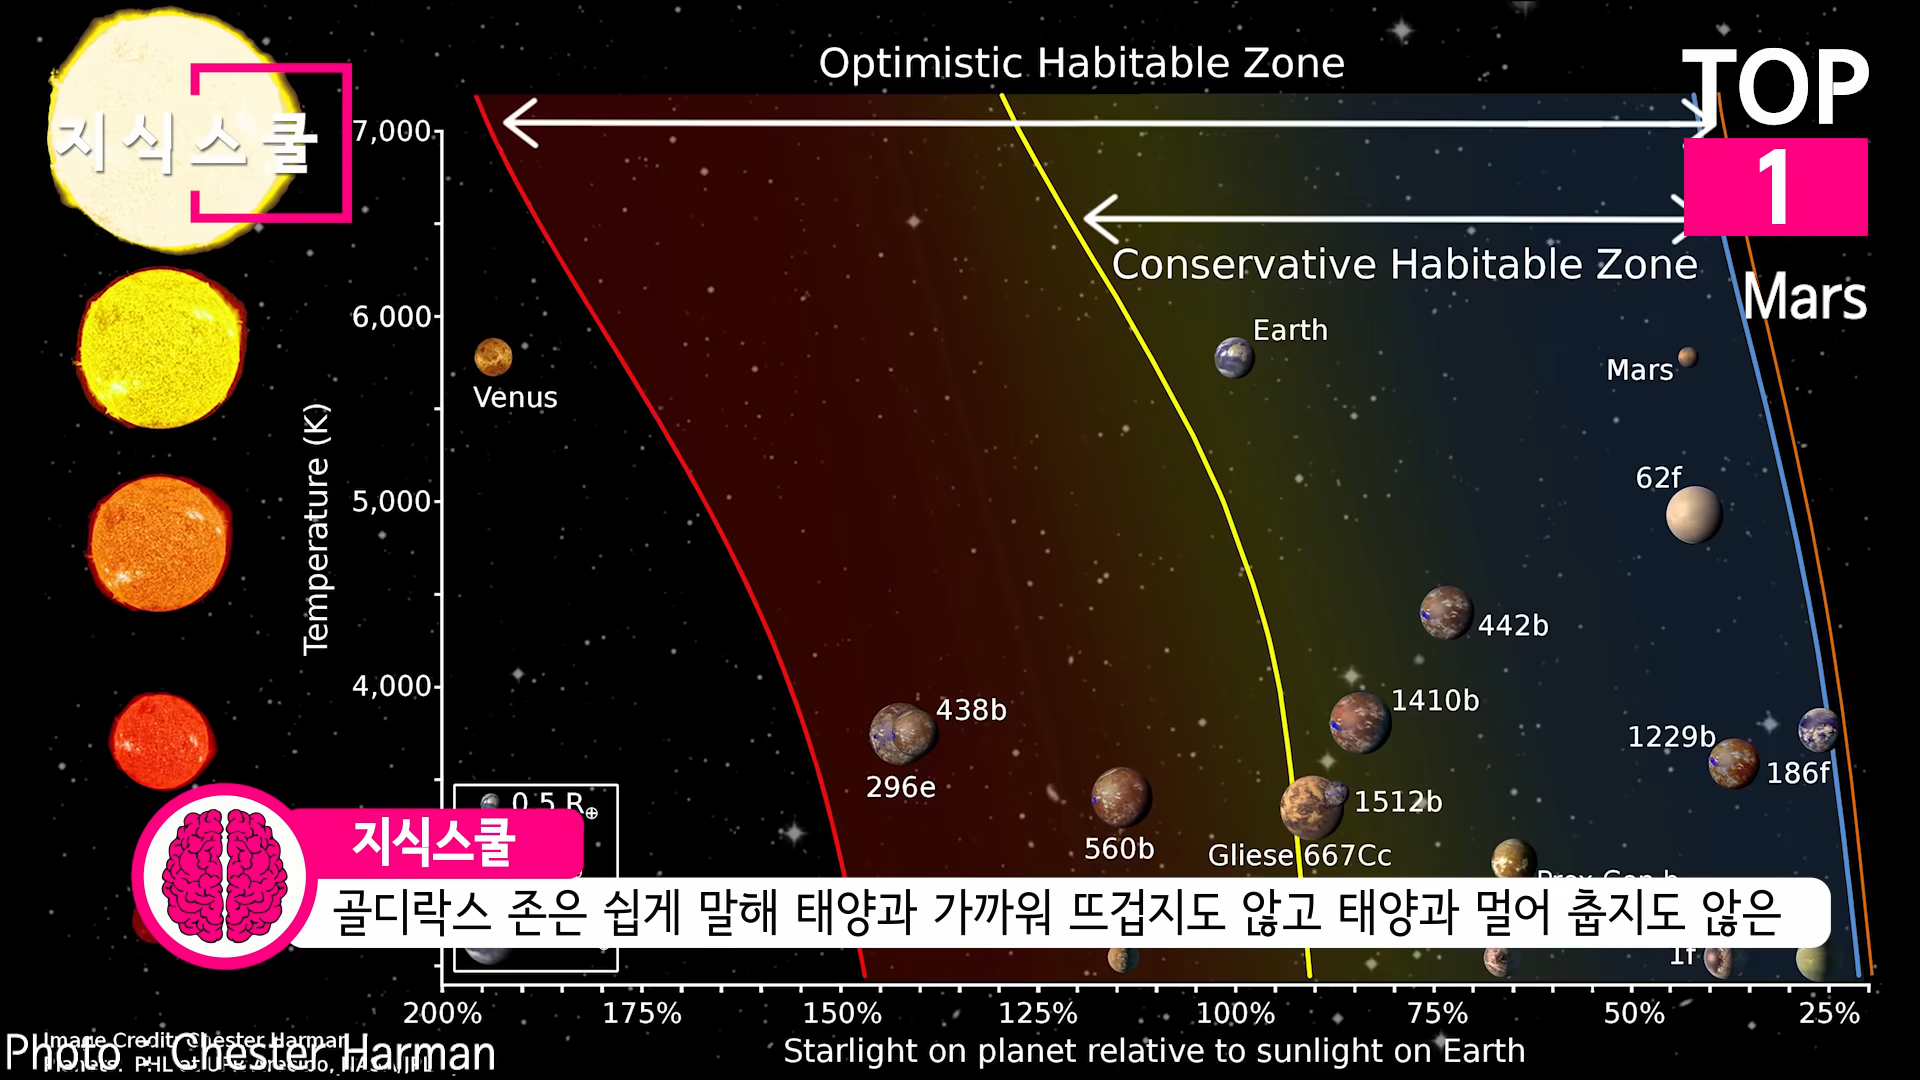 Optimistic Habitable Zone
TOP
1
Mars
지식스쿨
7,000
Conservative Habitable Zone
6,000
Earth
Mars
Venus
62f
5,000
Temperature (K)
442b
4,000
438b
1410b
1229b
186f
296e
0.5 R⊕
1512b
560b
Gliese 667Cc
지식스쿨
골디락스 존은 쉽게 말해 태양과 가까워 뜨겁지도 않고 태양과 멀어 춥지도 않은
1f
200% 175% 150% 125% 100% 75% 50% 25%
Starlight on planet relative to sunlight on Earth
Image Credit: Chester Harman
Photo : Chester Harman